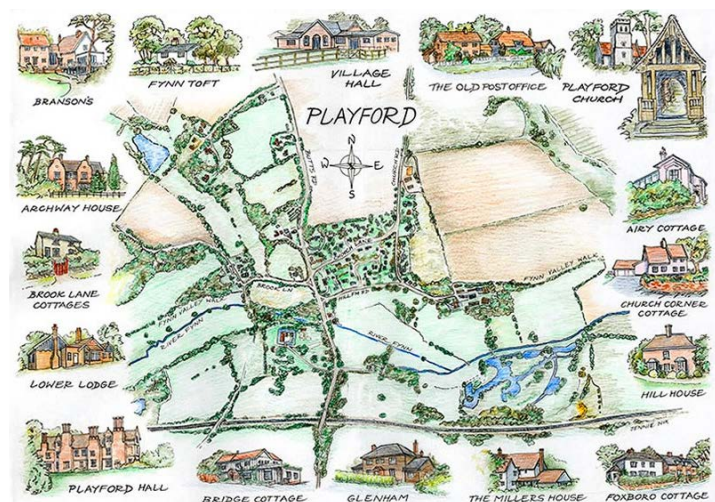 BRANSON'S
FYNN TOFT
VILLAGE
HALL
THE OLD POST OFFICE
PLAYFORD
CHURCH
PLAYFORD
N
W
E
S
ARCHWAY HOUSE
AIRY COTTAGE
BROOK LANE
COTTAGES
BROOK LN
FYNN VALLEY WALK
FYNN VALLEY WALK
RIVER FYNN
RIVER FYNN
CHURCH CORNER
COTTAGE
LOWER LODGE
HILL HOUSE
PLAYFORD HALL
BRIDGE COTTAGE
GLENHAM
THE MILLERS HOUSE
FOXBORO COTTAGE